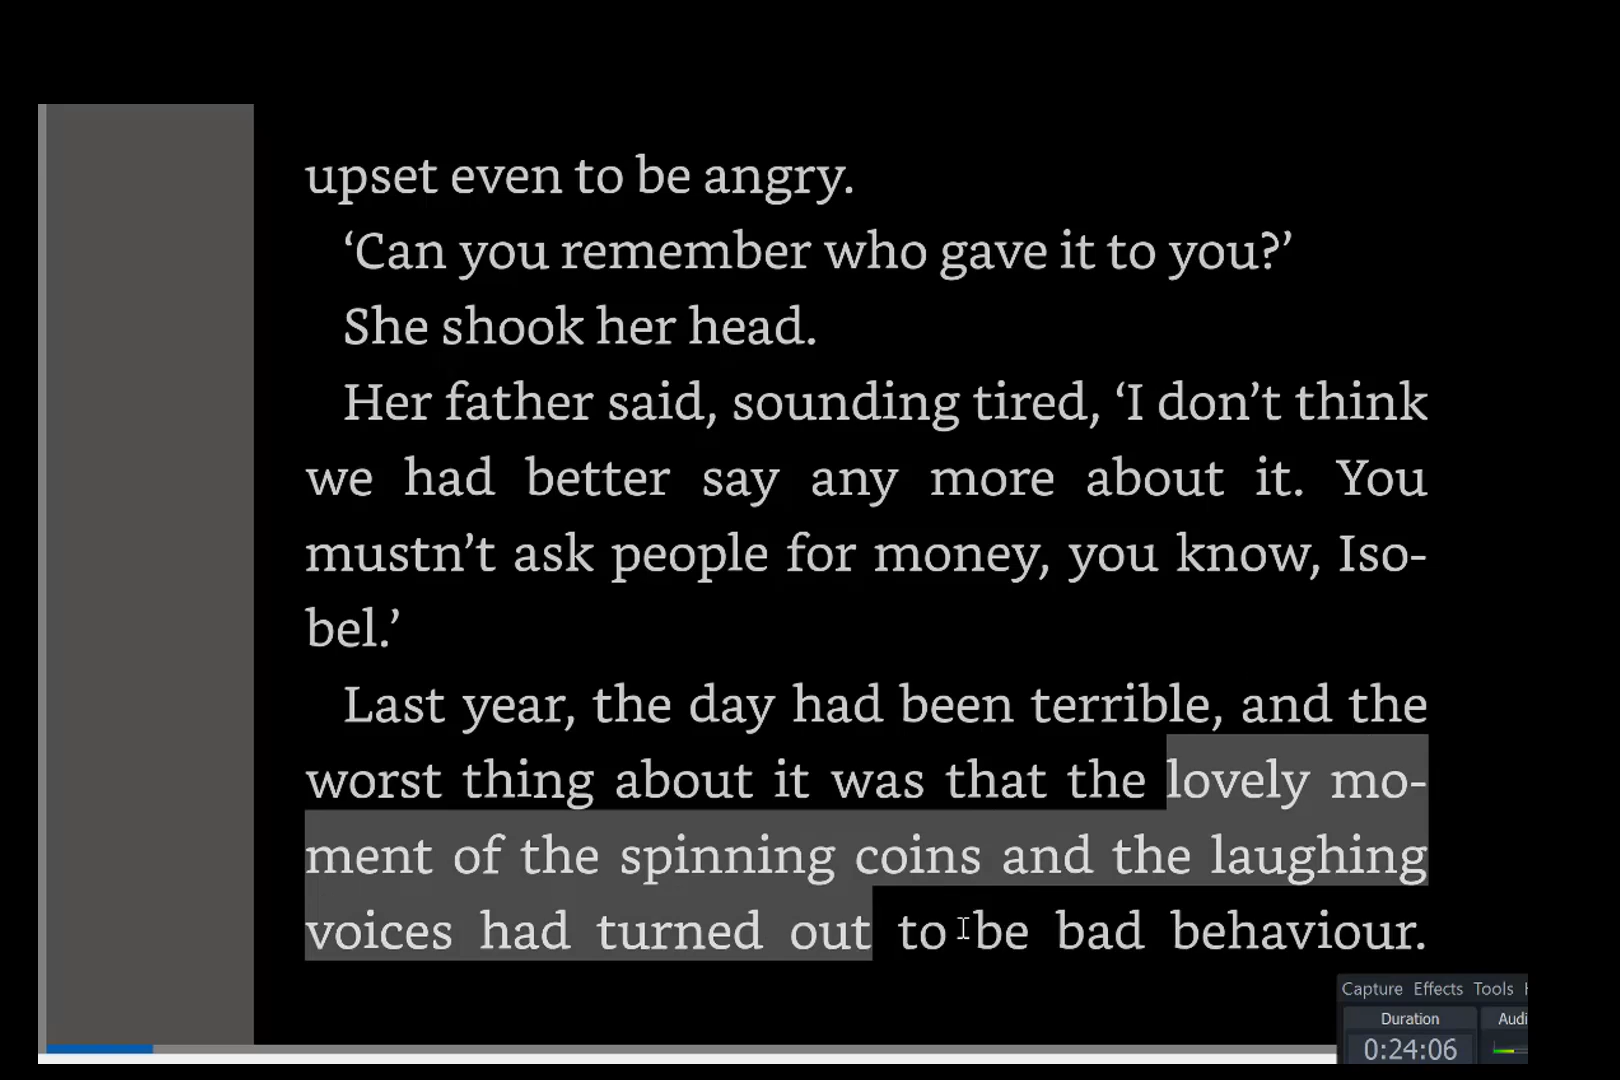 upset even to be angry.
‘Can you remember who gave it to you?’
She shook her head.
Her father said, sounding tired, ‘I don’t think
we had better say any more about it. You
mustn’t ask people for money, you know, Iso-
bel.’
Last year, the day had been terrible, and the
worst thing about it was that the lovely mo-
ment of the spinning coins and the laughing
voices had turned out to be bad behaviour.
Capture Effects Tools
Duration Audi
0:24:06